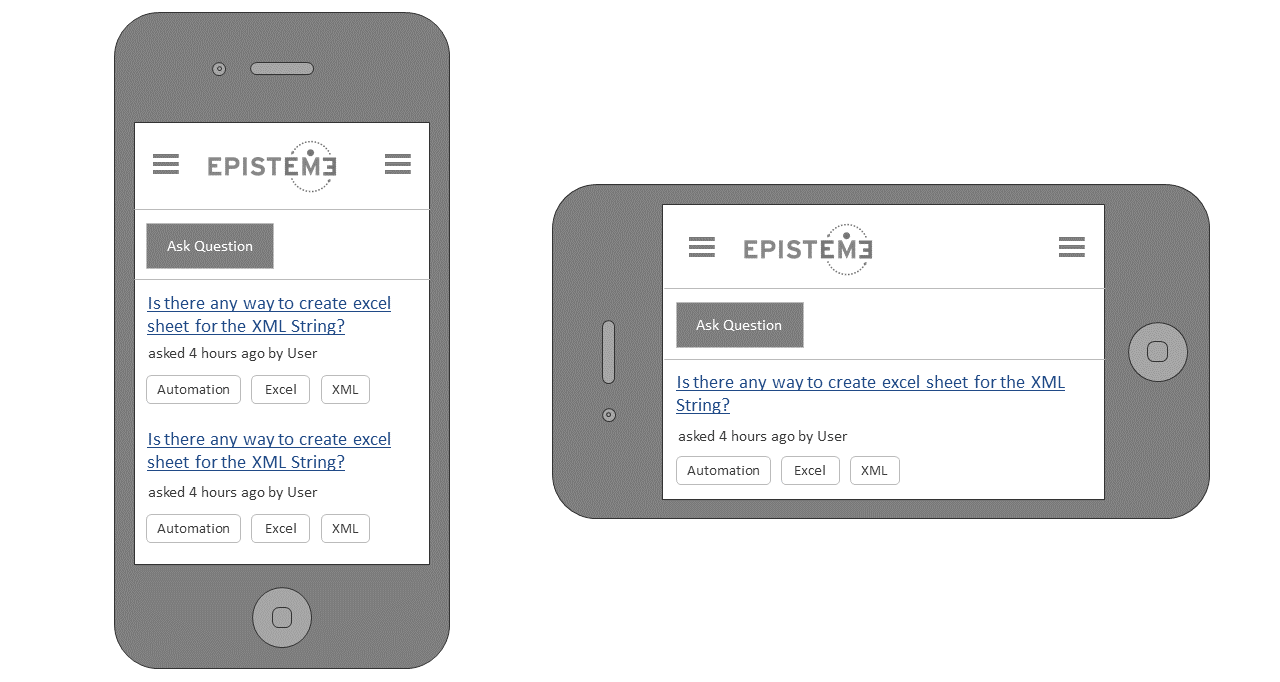 EPISTEME
Ask Question
Is there any way to create excel
sheet for the XML String?
asked 4 hours ago by User
Automation Excel XML
Is there any way to create excel
sheet for the XML String?
asked 4 hours ago by User
Automation Excel XML
EPISTEME
Ask Question
Is there any way to create excel sheet for the XML
String?
asked 4 hours ago by User
Automation Excel XML